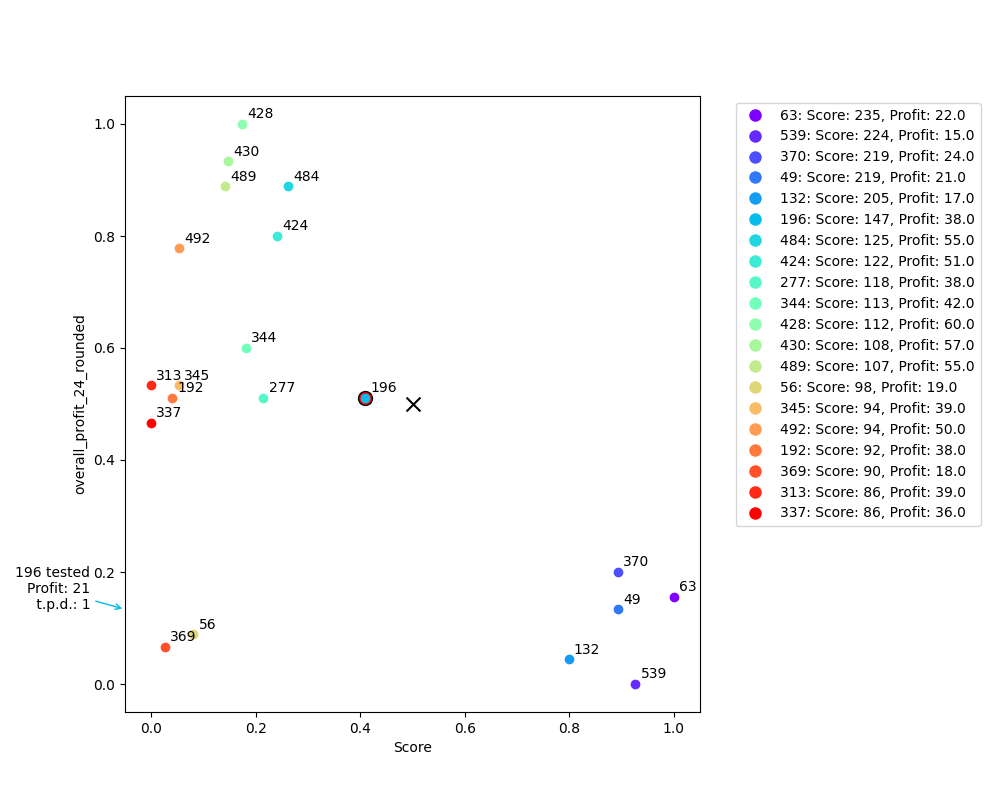 1.0
0.8
0.6
0.4
0.2
0.0
overall_profit_24_rounded
0.0
0.2
0.4
0.6
0.8
1.0
Score
428
430
489
484
492
424
344
313
345
192
277
196
337
370
63
49
56
369
132
539
196 tested
Profit: 21
t.p.d.: 1
63: Score: 235, Profit: 22.0
539: Score: 224, Profit: 15.0
370: Score: 219, Profit: 24.0
49: Score: 219, Profit: 21.0
132: Score: 205, Profit: 17.0
196: Score: 147, Profit: 38.0
484: Score: 125, Profit: 55.0
424: Score: 122, Profit: 51.0
277: Score: 118, Profit: 38.0
344: Score: 113, Profit: 42.0
428: Score: 112, Profit: 60.0
430: Score: 108, Profit: 57.0
489: Score: 107, Profit: 55.0
56: Score: 98, Profit: 19.0
345: Score: 94, Profit: 39.0
492: Score: 94, Profit: 50.0
192: Score: 92, Profit: 38.0
369: Score: 90, Profit: 18.0
313: Score: 86, Profit: 39.0
337: Score: 86, Profit: 36.0